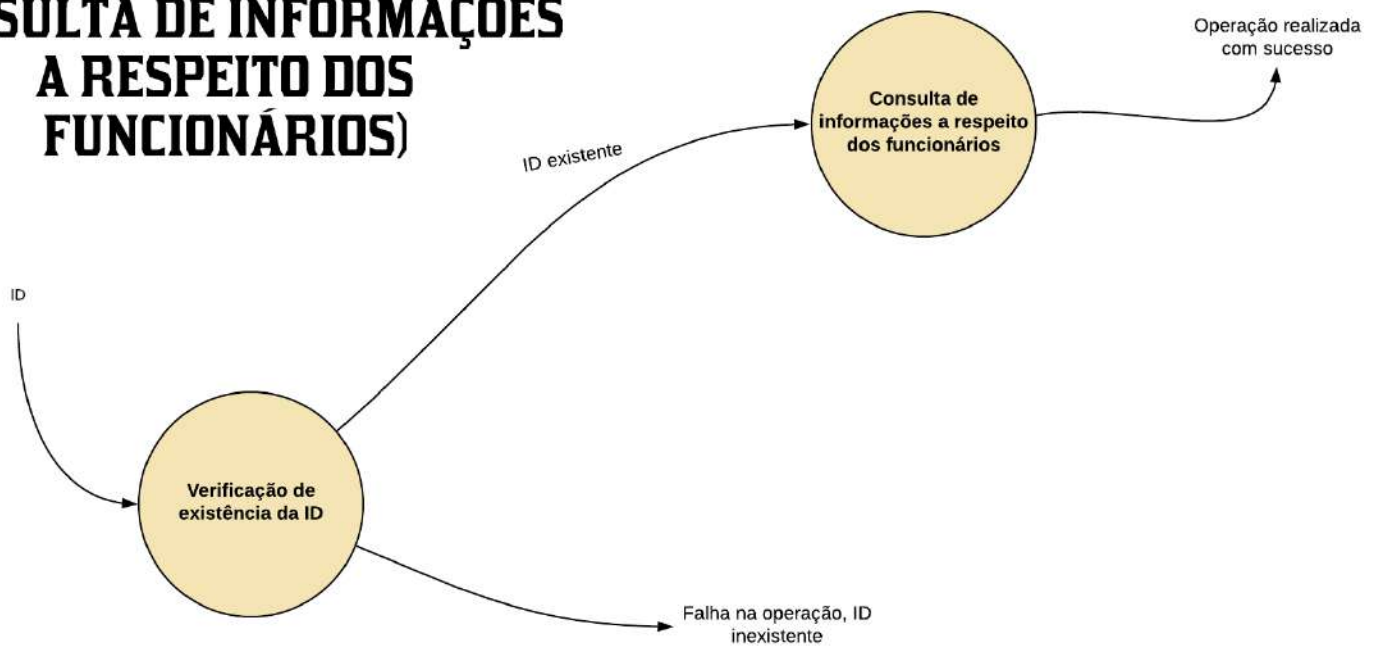 SULTA DE INFORMAÇÕES
A RESPEITO DOS
FUNCIONÁRIOS)
Operação realizada
com sucesso
Consulta de
informações a respeito
dos funcionários
ID existente
ID
Verificação de
existência da ID
Falha na operação, ID
inexistente